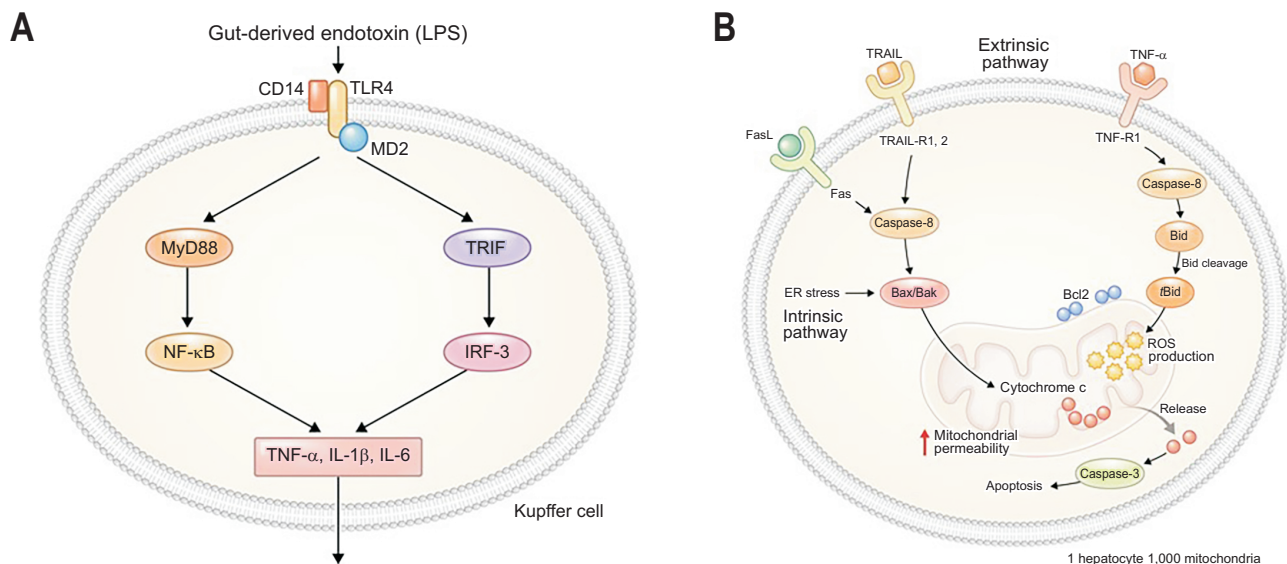 A
Gut-derived endotoxin (LPS)
CD14
TLR4
MD2
MyD88
TRIF
NF-κB
IRF-3
TNF-α, IL-1β, IL-6
Kupffer cell
B
Extrinsic
pathway
TRAIL
TNF-α
FasL
TRAIL-R1, 2
TNF-R1
Fas
Caspase-8
Caspase-8
Bid
Bid cleavage
ER stress
Bax/Bak
Bcl2
tBid
Intrinsic
pathway
ROS
production
Cytochrome c
Release
Mitochondrial
permeability
Caspase-3
Apoptosis
1 hepatocyte 1,000 mitochondria